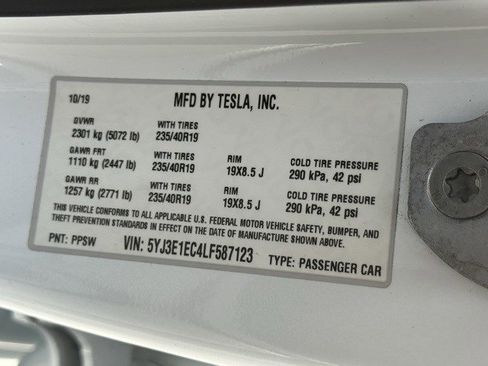 10/19 MFD BY TESLA, INC.
GVWR WITH TIRES
2301 kg (5072 lb) 235/40R19
GAWR FRT WITH TIRES RIM COLD TIRE PRESSURE
1110 kg (2447 lb) 235/40R19 19X8.5 J 290 kPa, 42 psi
GAWR RR WITH TIRES RIM COLD TIRE PRESSURE
1257 kg (2771 lb) 235/40R19 19X8.5 J 290 kPa, 42 psi
THIS VEHICLE CONFORMS TO ALL APPLICABLE U.S. FEDERAL MOTOR VEHICLE SAFETY, BUMPER, AND
THEFT PREVENTION STANDARDS IN EFFECT ON THE DATE OF MANUFACTURE SHOWN ABOVE.
PNT: PPSW VIN: 5YJ3E1EC4LF587123 TYPE: PASSENGER CAR